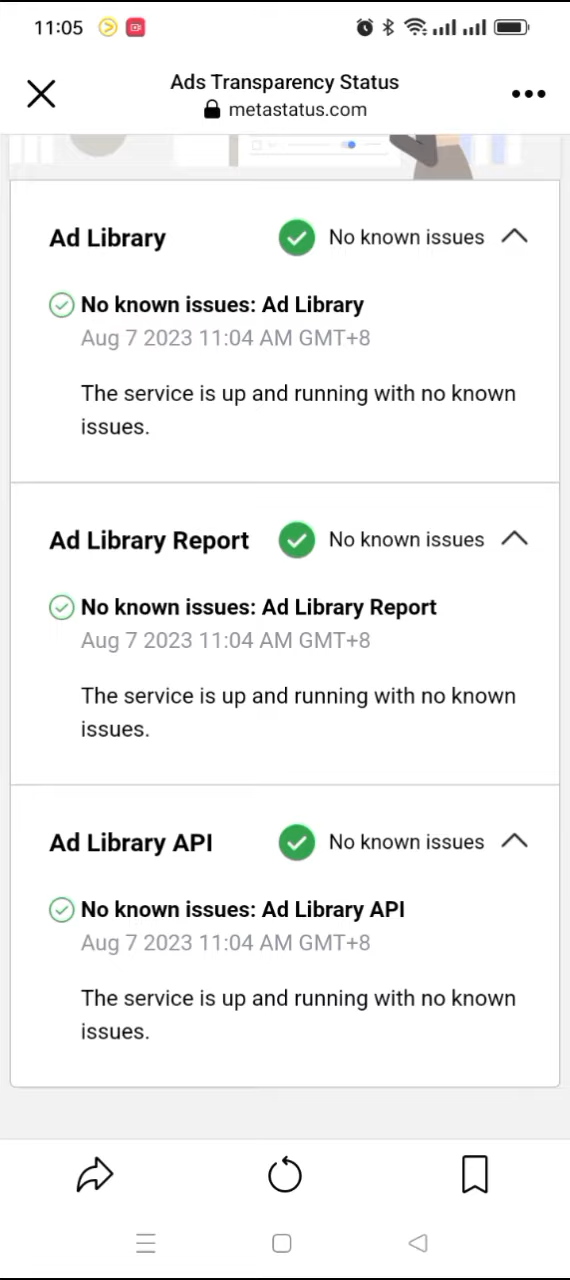 11:05
Ads Transparency Status
metastatus.com
Ad Library
No known issues
No known issues: Ad Library
Aug 7 2023 11:04 AM GMT+8
The service is up and running with no known
issues.
Ad Library Report
No known issues
No known issues: Ad Library Report
Aug 7 2023 11:04 AM GMT+8
The service is up and running with no known
issues.
Ad Library API
No known issues
No known issues: Ad Library API
Aug 7 2023 11:04 AM GMT+8
The service is up and running with no known
issues.